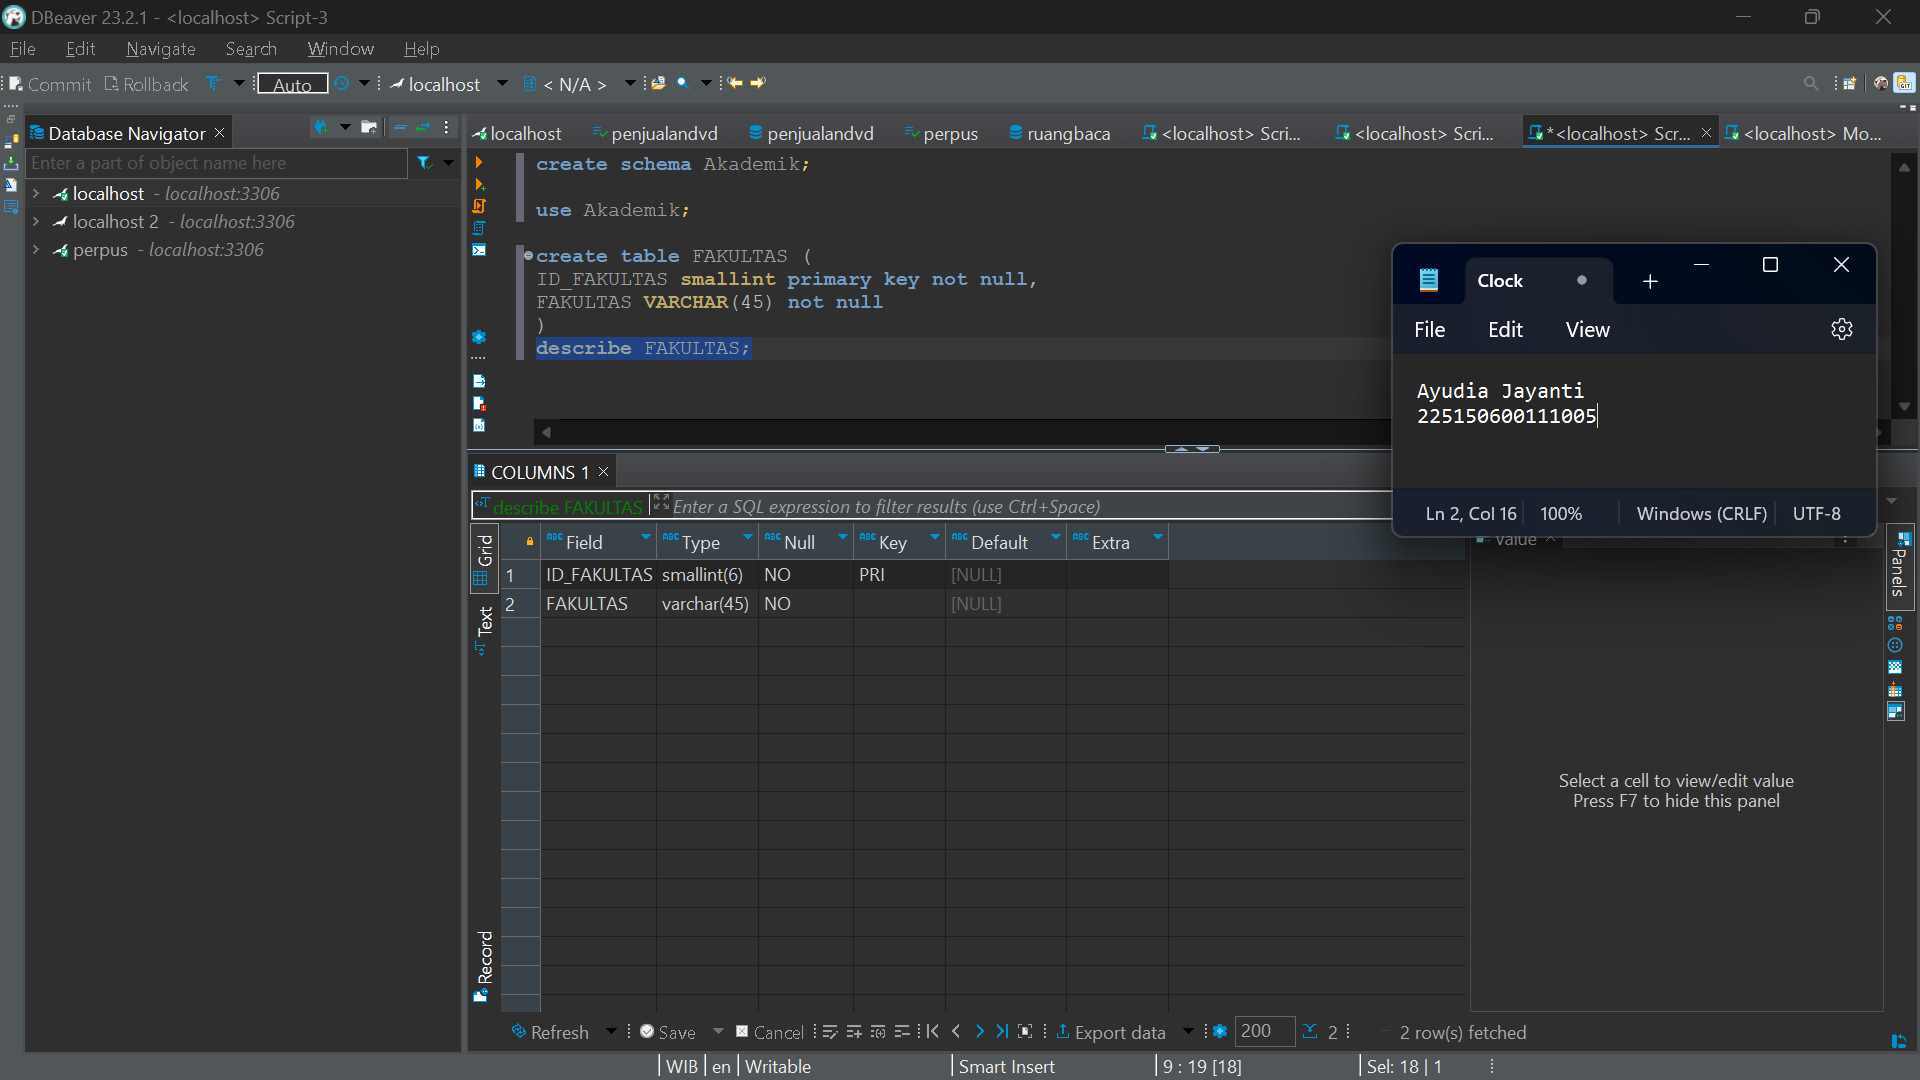 DBeaver 23.2.1 - <localhost> Script-3
File Edit Navigate Search Window Help
Commit Rollback Auto localhost < N/A >
Database Navigator
localhost penjualandvd penjualandvd perpus ruangbaca <localhost> Scri... <localhost> Scri... *<localhost> Scr... <localhost> Mo...
Enter a part of object name here
localhost - localhost:3306
localhost 2 - localhost:3306
perpus - localhost:3306
create schema Akademik;
use Akademik;
create table FAKULTAS (
ID_FAKULTAS smallint primary key not null,
FAKULTAS VARCHAR(45) not null
)
describe FAKULTAS;
Clock
File Edit View
Ayudia Jayanti
225150600111005
Ln 2, Col 16 100% Windows (CRLF) UTF-8
COLUMNS 1
describe FAKULTAS Enter a SQL expression to filter results (use Ctrl+Space)
Grid
Text
Record
Field Type Null Key Default Extra
1 ID_FAKULTAS smallint(6) NO PRI [NULL]
2 FAKULTAS varchar(45) NO [NULL]
Value
Panels
Select a cell to view/edit value
Press F7 to hide this panel
Refresh Save Cancel Export data 200 2 2 row(s) fetched
WIB en Writable Smart Insert 9 : 19 [18] Sel: 18 | 1